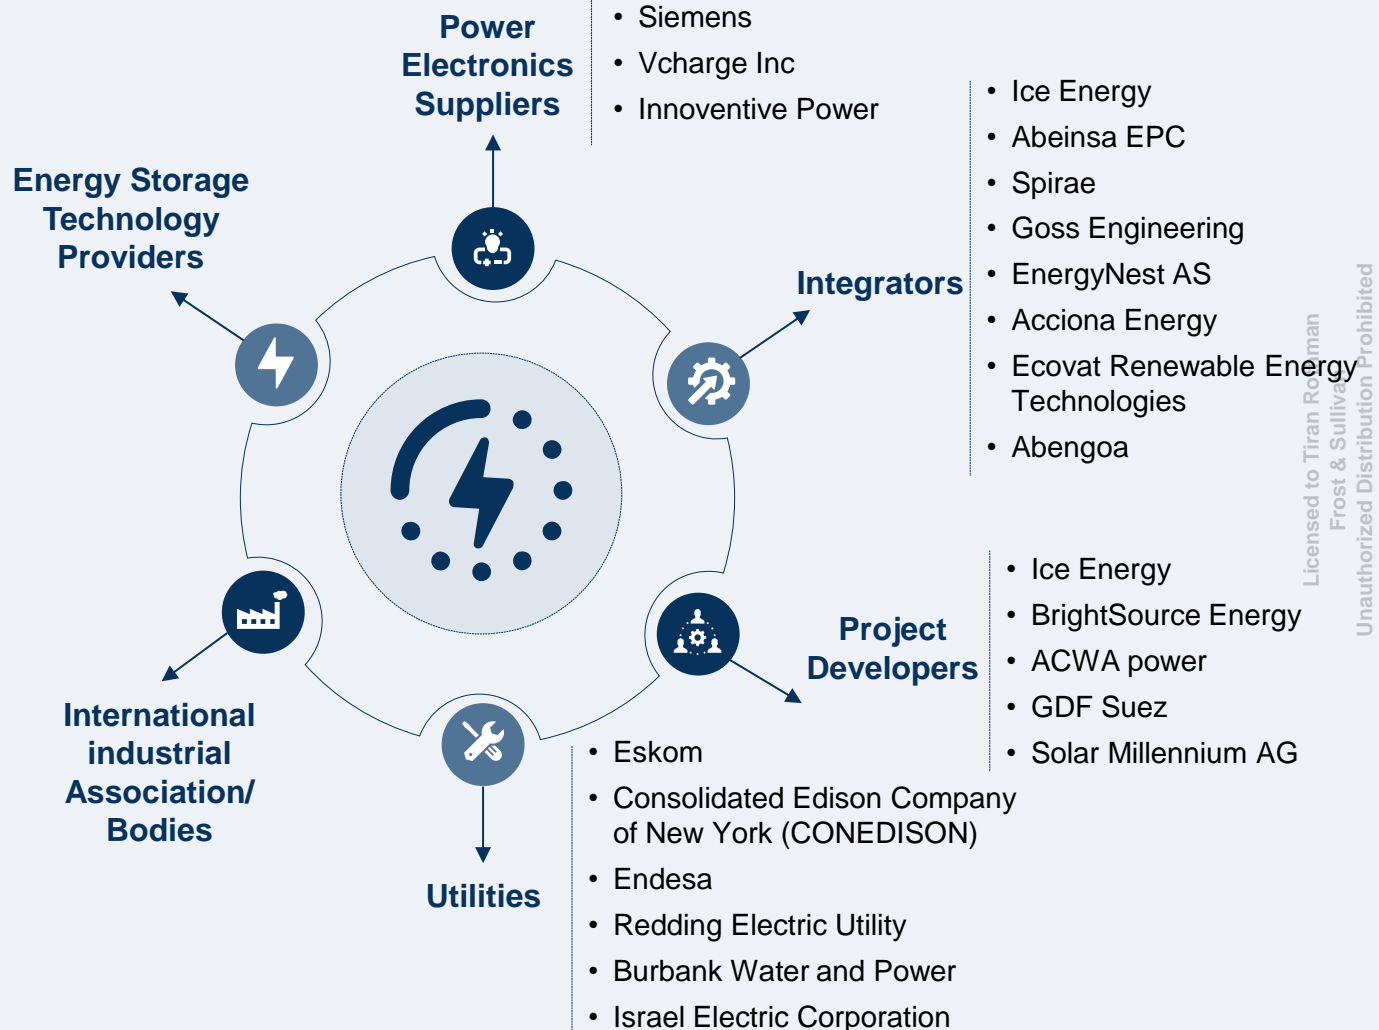 Power
Electronics
Suppliers
• Siemens
• Vcharge Inc
• Innoventive Power
Energy Storage
Technology
Providers
Integrators
• Ice Energy
• Abeinsa EPC
• Spirae
• Goss Engineering
• EnergyNest AS
• Acciona Energy
• Ecovat Renewable Energy
Technologies
• Abengoa
Project
Developers
• Ice Energy
• BrightSource Energy
• ACWA power
• GDF Suez
• Solar Millennium AG
International
industrial
Association/
Bodies
Utilities
• Eskom
• Consolidated Edison Company
of New York (CONEDISON)
• Endesa
• Redding Electric Utility
• Burbank Water and Power
• Israel Electric Corporation
Licensed to Tiran
Frost & Sullivan
Unauthorized Distribution Prohibited